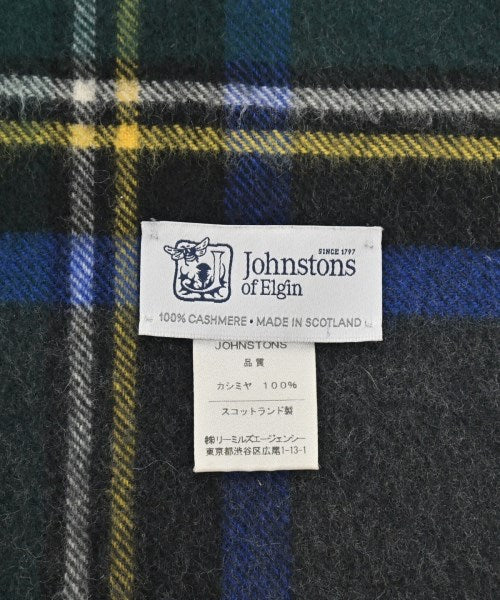 SINCE 1797
Johnstons
of Elgin
100% CASHMERE • MADE IN SCOTLAND
JOHNSTONS
品質
カシミヤ 100%
スコットランド製
㈱リーミルズエージェンシー
東京都渋谷区広尾1-13-1